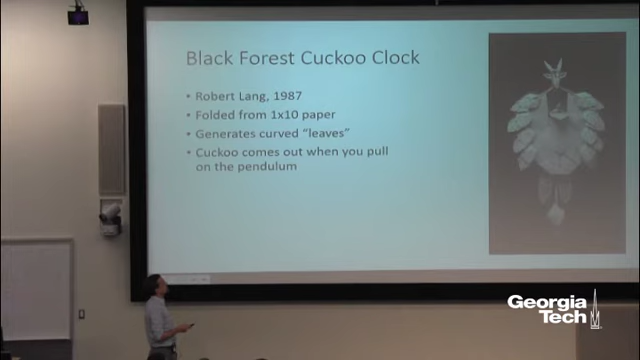 Black Forest Cuckoo Clock
• Robert Lang, 1987
• Folded from 1x10 paper
• Generates curved “leaves”
• Cuckoo comes out when you pull
on the pendulum
Georgia
Tech